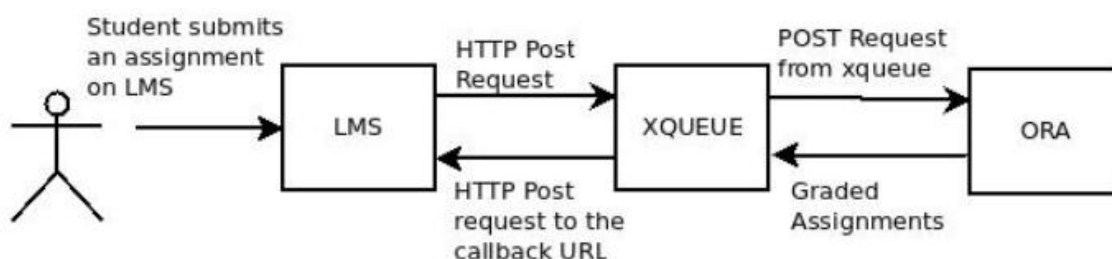 Student submits
an assignment
on LMS
HTTP Post
Request
POST Request
from xqueue
LMS
XQUEUE
ORA
HTTP Post
request to the
callback URL
Graded
Assignments